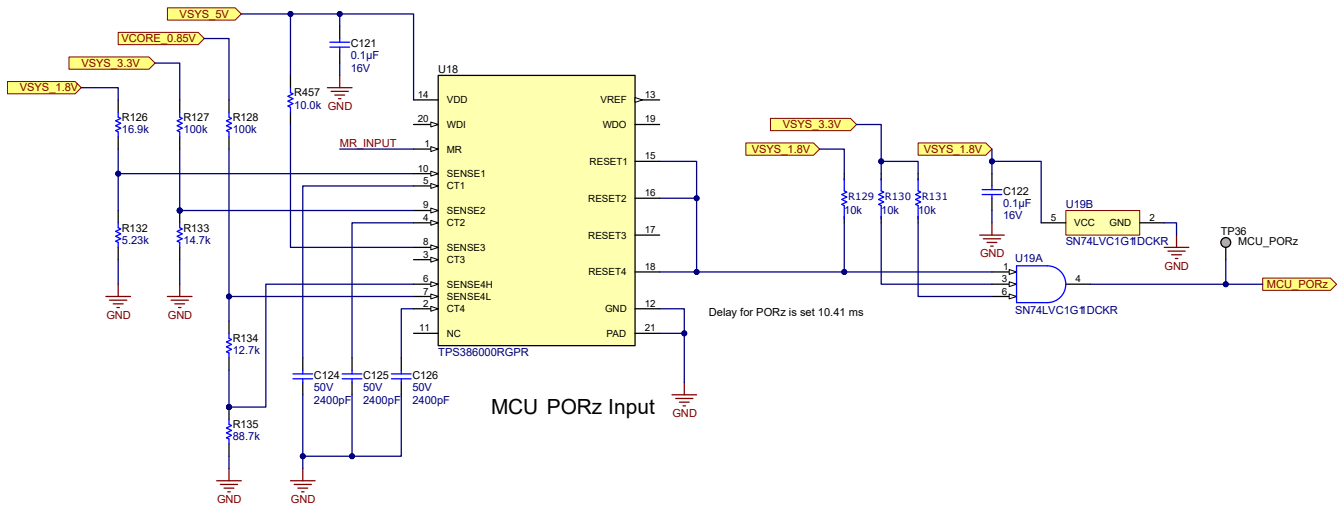 VSYS_5V
VCORE_0.85V
VSYS_3.3V
VSYS_1.8V
C121
0.1µF
16V
GND
R457
10.0k
R126
16.9k
R127
100k
R128
100k
R132
5.23k
R133
14.7k
GND
GND
R134
12.7k
R135
88.7k
GND
MR_INPUT
U18
14 VDD
20 WDI
1 MR
10 SENSE1
5 CT1
9 SENSE2
4 CT2
8 SENSE3
3 CT3
6 SENSE4H
7 SENSE4L
2 CT4
11 NC
VREF 13
WDO 19
RESET1 15
RESET2 16
RESET3 17
RESET4 18
GND 12
PAD 21
TPS386000RGPR
C124
50V
2400pF
C125
50V
2400pF
C126
50V
2400pF
GND
MCU PORz Input
GND
Delay for PORz is set 10.41 ms
VSYS_3.3V
VSYS_1.8V
R129
10k
R130
10k
R131
10k
VSYS_1.8V
C122
0.1µF
16V
GND
U19B
5 VCC GND 2
SN74LVC1G11DCKR
GND
U19A
1
3
6
4
SN74LVC1G11DCKR
TP36
MCU_PORz
MCU_PORz